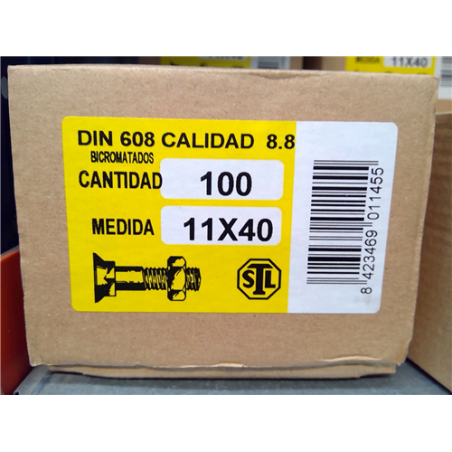 11X40
DIN 608 CALIDAD 8.8
BICROMATADOS
CANTIDAD 100
MEDIDA 11X40
STL
8 423469 011455